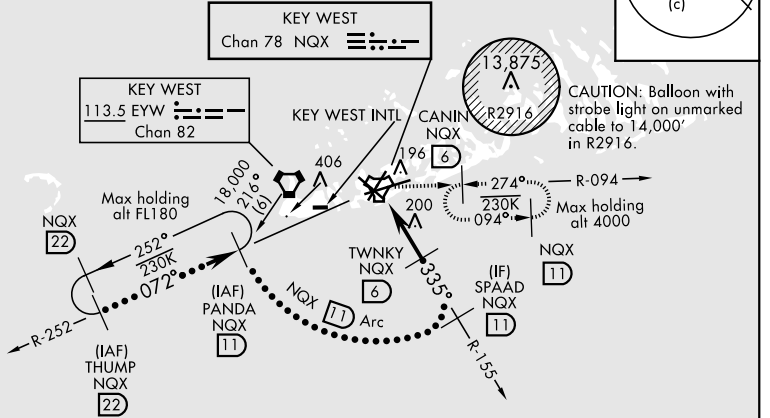 KEY WEST
Chan 78 NQX
(c)
KEY WEST
113.5 EYW
Chan 82
KEY WEST INTL
CANIN
NQX
6
13,875
R2916
CAUTION: Balloon with
strobe light on unmarked
cable to 14,000'
in R2916.
406
196
200
18,000
216°
(6)
Max holding
alt FL180
NQX
22
252°
230K
072°
R-252
(IAF)
THUMP
NQX
22
(IAF)
PANDA
NQX
11
NQX 11 Arc
TWNKY
NQX
6
335°
(IF)
SPAAD
NQX
11
R-155
274°
230K
094°
R-094
Max holding
alt 4000
NQX
11